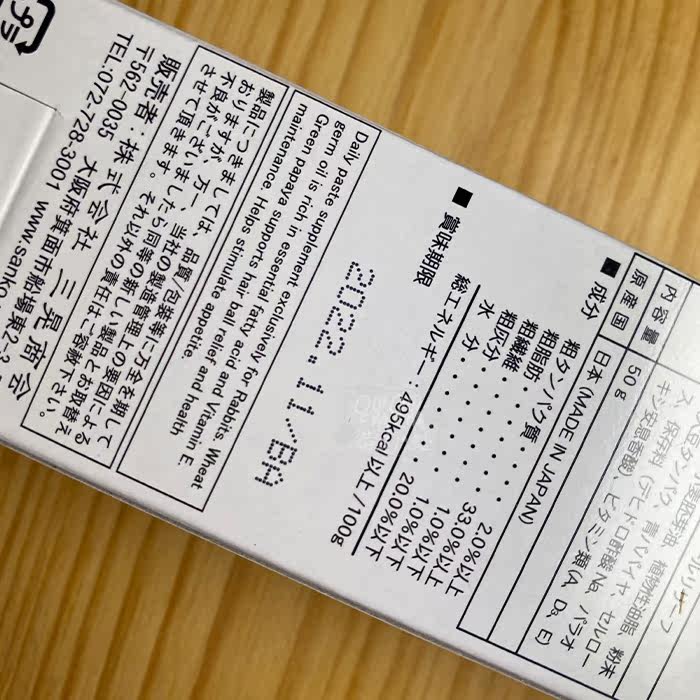 内容量
50g
原産国
日本 (MADE IN JAPAN)
キシ安息香酸)、ビタミン類(A, D₃, E)
■ 成分
粗タンパク質 2.0%以上
粗脂肪 33.0%以上
粗繊維 1.0%以下
粗灰分 1.0%以下
水分 20.0%以下
総エネルギー:495kcal以上/100g
■ 賞味期限
2022.11/BA
Daily paste supplement exclusively for Rabbits. Wheat
germ oil is rich in essential fatty acid and Vitamin E.
Green papaya supports hair ball relief and health
maintenance. Helps stimulate appetite.
製品につきましては、品質/包装等に万全を期して
おりますが、万一、当社の製造管理上の原因による
不良がございましたら同等の新しい製品とお取替え
させて頂きます。それ以外の責任はご容赦下さい。
販売者:株式会社 三晃商会
〒562-0035 大阪府箕面市船場東2-3
TEL.072-728-3001 www.sanko
プラ